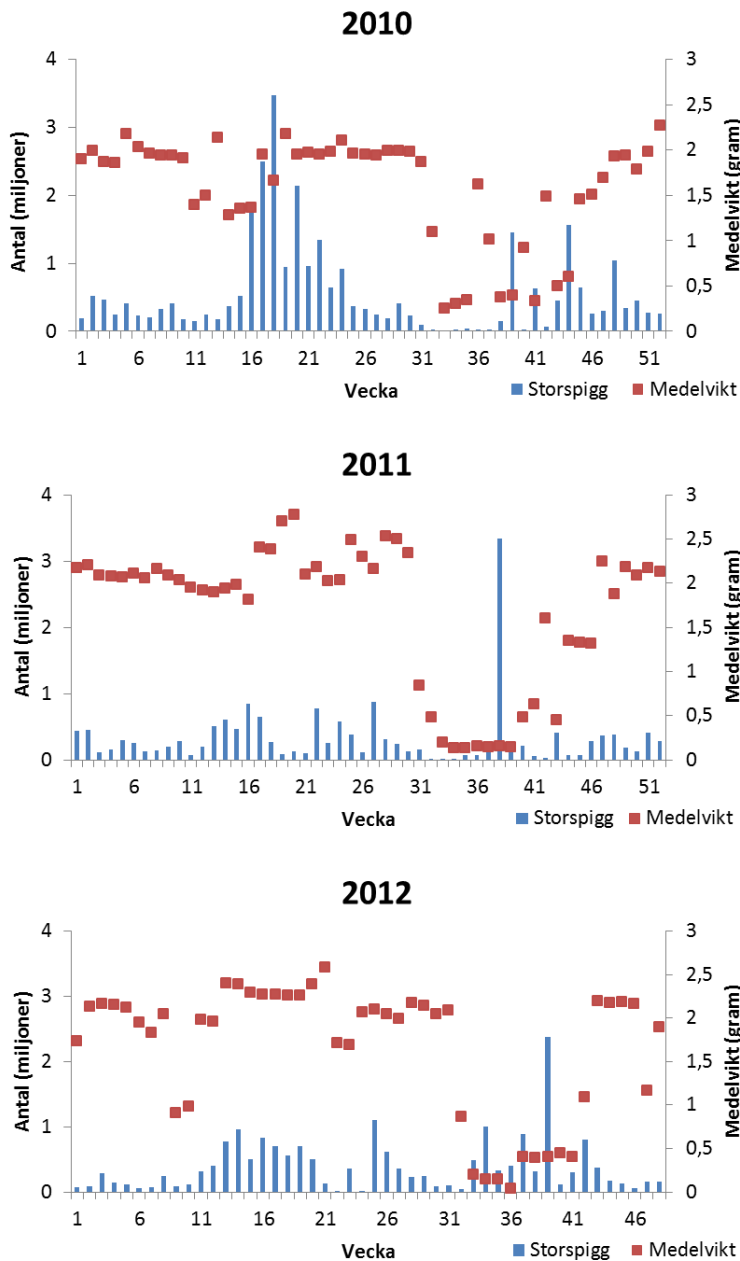 2010
Antal (miljoner)
4
3
2
1
0
3
2,5
2
1,5
1
0,5
0
Medelvikt (gram)
1 6 11 16 21 26 31 36 41 46 51
Vecka
Storspigg Medelvikt
2011
Antal (miljoner)
4
3
2
1
0
3
2,5
2
1,5
1
0,5
0
Medelvikt (gram)
1 6 11 16 21 26 31 36 41 46 51
Vecka
Storspigg Medelvikt
2012
Antal (miljoner)
4
3
2
1
0
3
2,5
2
1,5
1
0,5
0
Medelvikt (gram)
1 6 11 16 21 26 31 36 41 46
Vecka
Storspigg Medelvikt